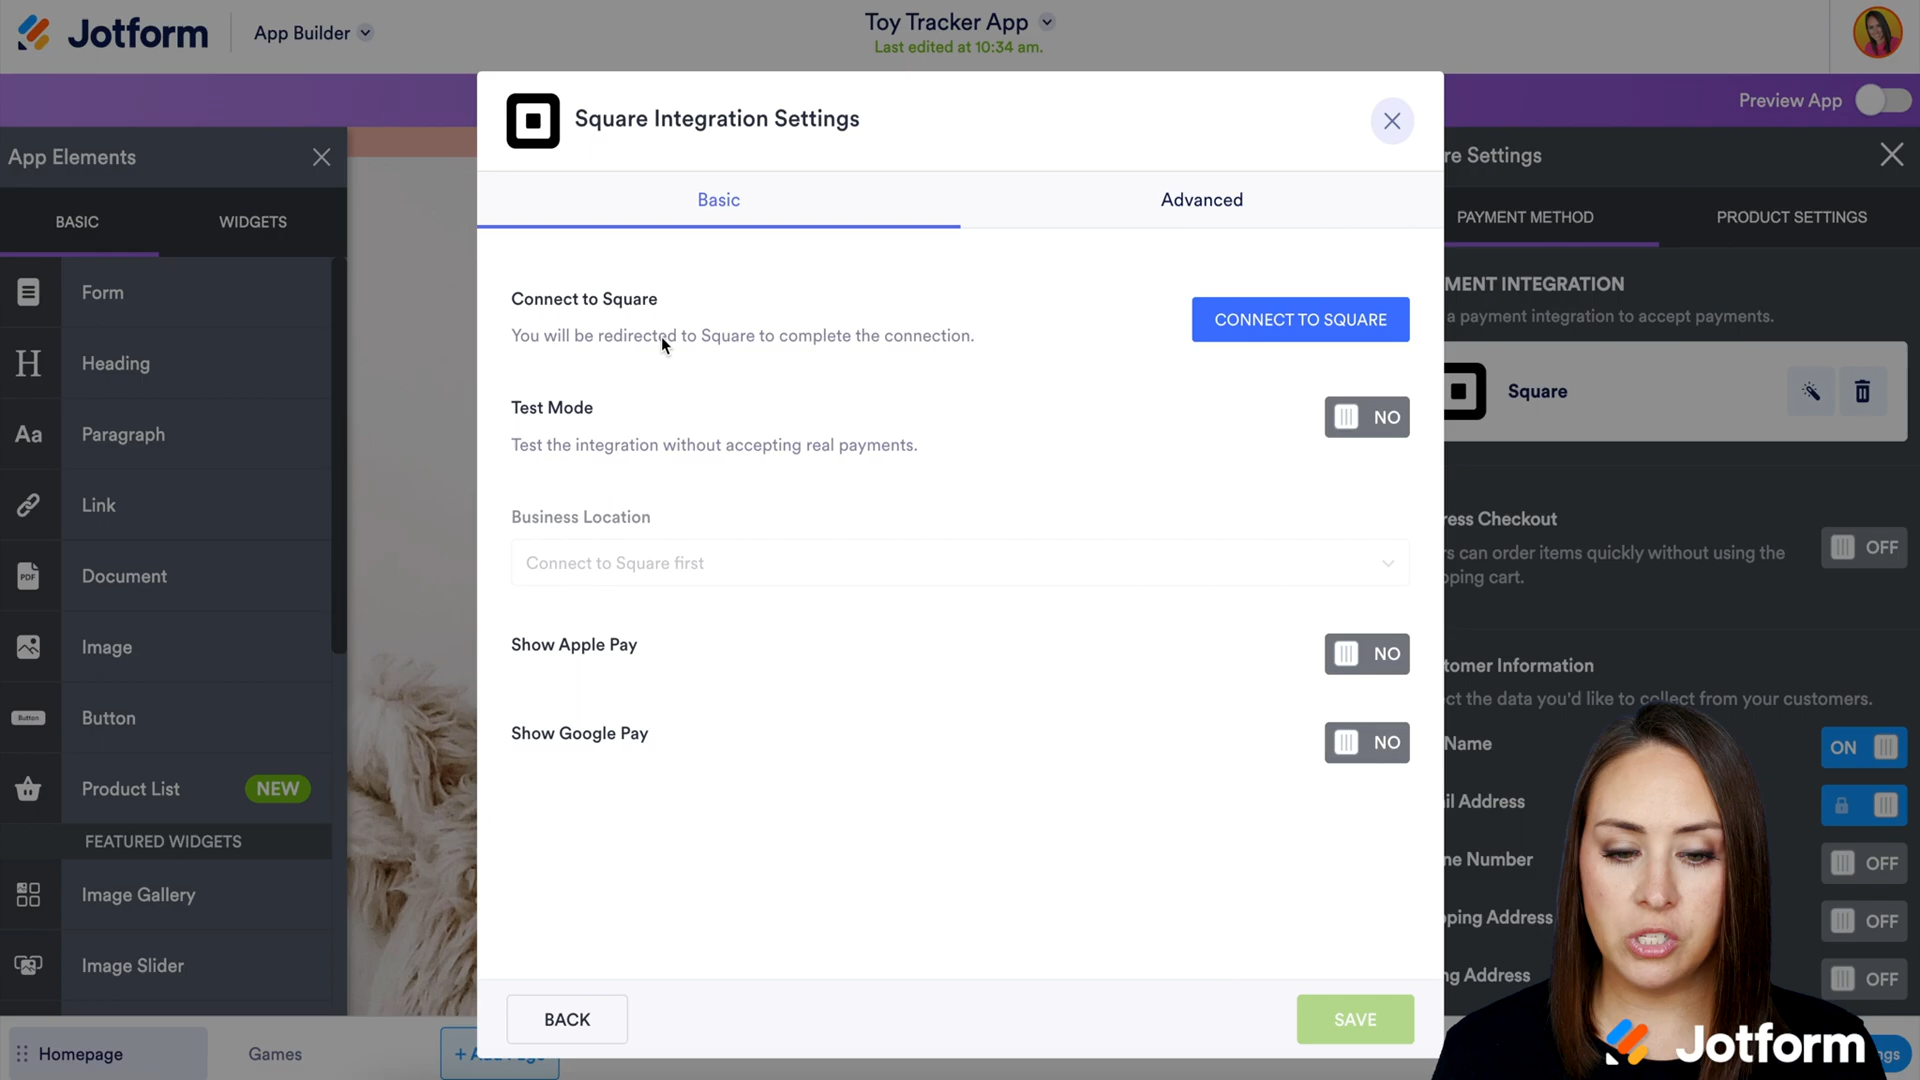 Jotform
App Builder
Toy Tracker App
Last edited at 10:34 am.
Preview App
App Elements
BASIC
WIDGETS
Form
Heading
Paragraph
Link
PDF
Document
Image
Button
Button
Product List
NEW
FEATURED WIDGETS
Image Gallery
Image Slider
Square Integration Settings
Basic
Advanced
Connect to Square
You will be redirected to Square to complete the connection.
CONNECT TO SQUARE
Test Mode
Test the integration without accepting real payments.
NO
Business Location
Connect to Square first
Show Apple Pay
NO
Show Google Pay
NO
BACK
SAVE
re Settings
PAYMENT METHOD
PRODUCT SETTINGS
MENT INTEGRATION
a payment integration to accept payments.
Square
ress Checkout
rs can order items quickly without using the
ping cart.
OFF
tomer Information
ct the data you'd like to collect from your customers.
Name
ON
il Address
ne Number
OFF
ping Address
OFF
ng Address
OFF
Homepage
Games
Jotform